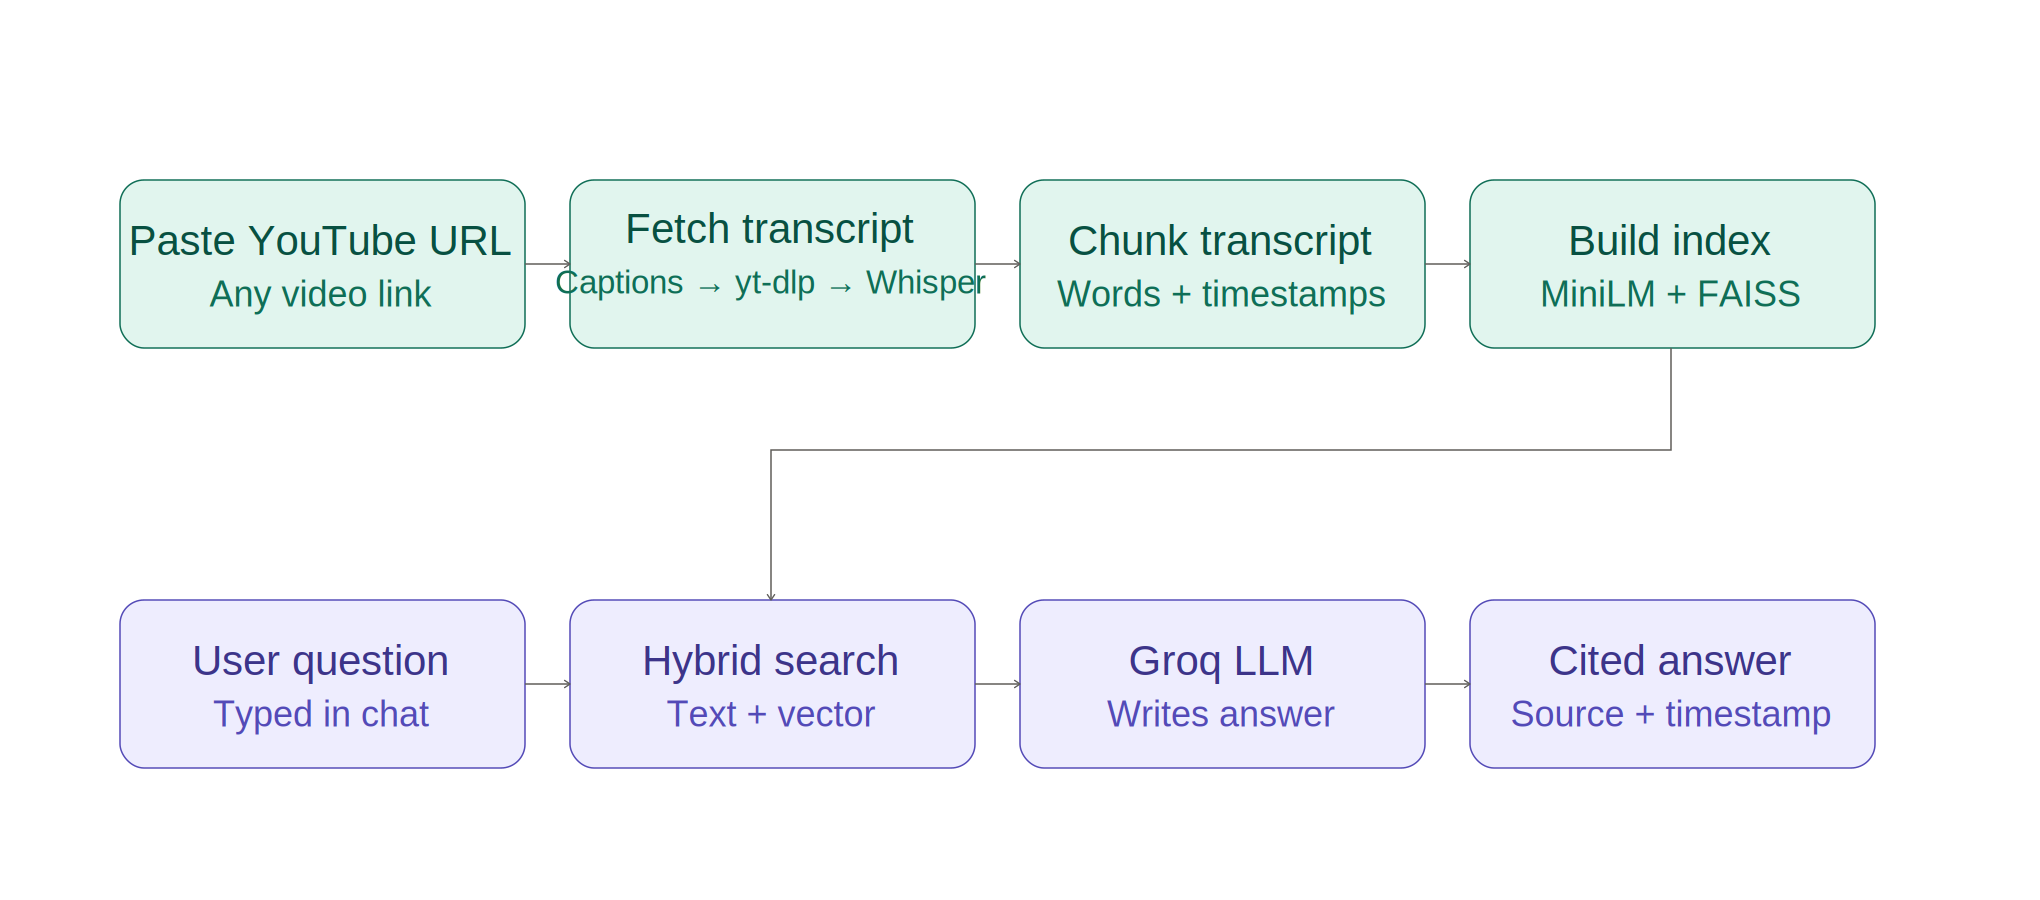 Paste YouTube URL
Any video link
Fetch transcript
Captions → yt-dlp → Whisper
Chunk transcript
Words + timestamps
Build index
MiniLM + FAISS
User question
Typed in chat
Hybrid search
Text + vector
Groq LLM
Writes answer
Cited answer
Source + timestamp